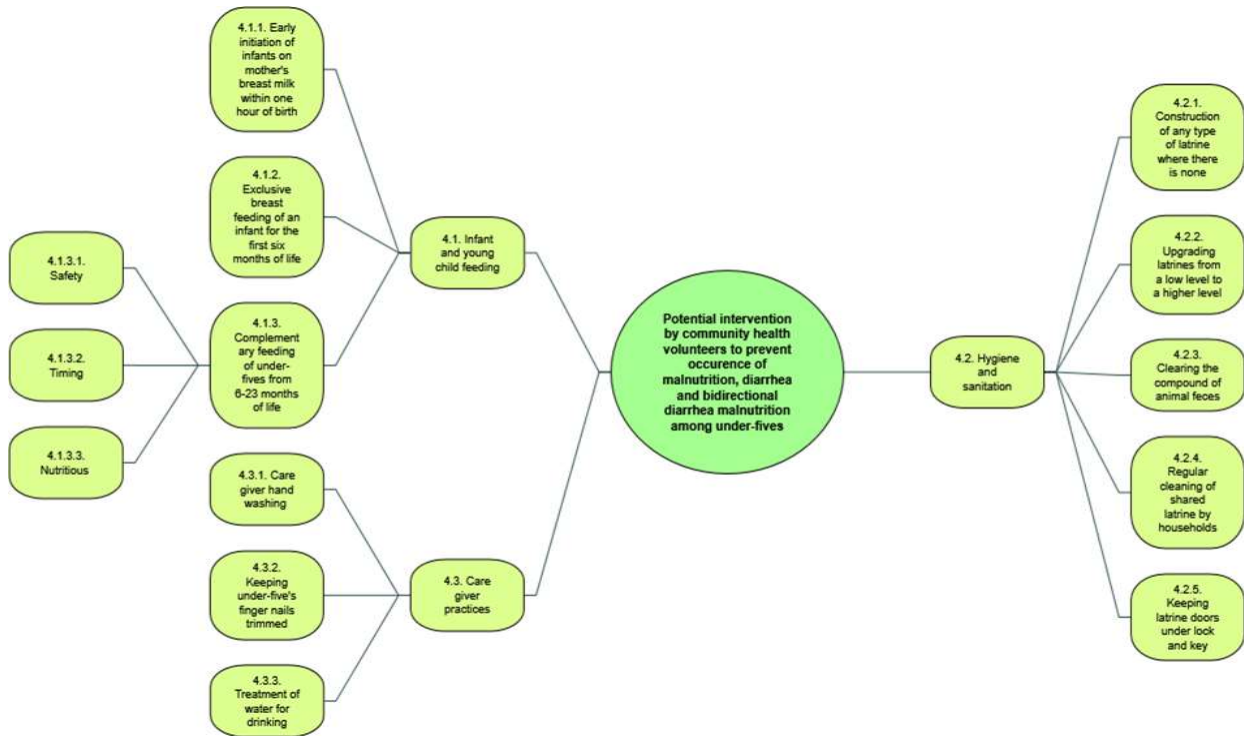 4.1.1. Early
initiation of
infants on
mother's
breast milk
within one
hour of birth
4.1.2.
Exclusive
breast
feeding of an
infant for the
first six
months of life
4.1.3.1.
Safety
4.1.3.2.
Timing
4.1.3.3.
Nutritious
4.1.3.
Complement
ary feeding
of under-
fives from
6-23 months
of life
4.1. Infant
and young
child feeding
4.3.1. Care
giver hand
washing
4.3.2.
Keeping
under-five's
finger nails
trimmed
4.3.3.
Treatment of
water for
drinking
4.3. Care
giver
practices
Potential intervention
by community health
volunteers to prevent
occurence of
malnutrition, diarrhea
and bidirectional
diarrhea malnutrition
among under-fives
4.2. Hygiene
and
sanitation
4.2.1.
Construction
of any type
of latrine
where there
is none
4.2.2.
Upgrading
latrines from
a low level to
a higher level
4.2.3.
Clearing the
compound of
animal feces
4.2.4.
Regular
cleaning of
shared
latrine by
households
4.2.5.
Keeping
latrine doors
under lock
and key